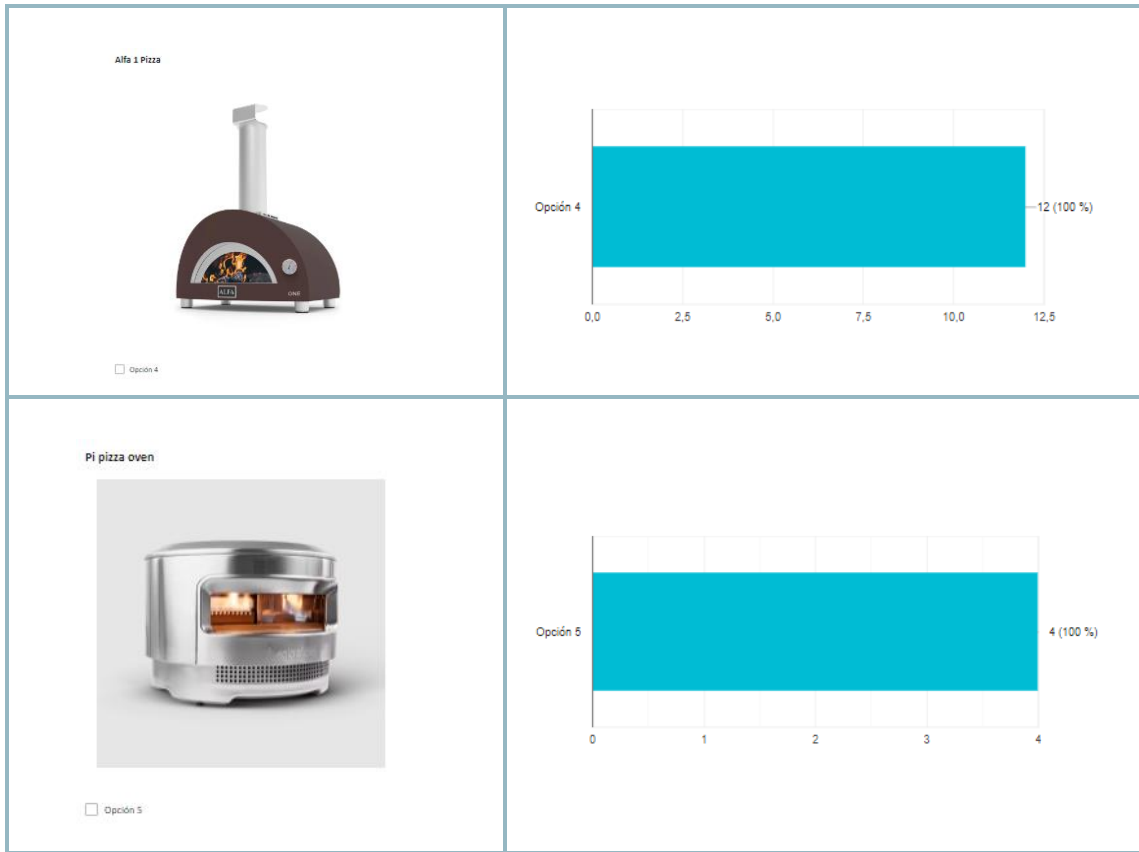 Alfa 1 Pizza
ALFA
ONE
Opción 4
Opción 4
12 (100 %)
0,0 2,5 5,0 7,5 10,0 12,5
Pi pizza oven
Opción 5
Opción 5
4 (100 %)
0 1 2 3 4